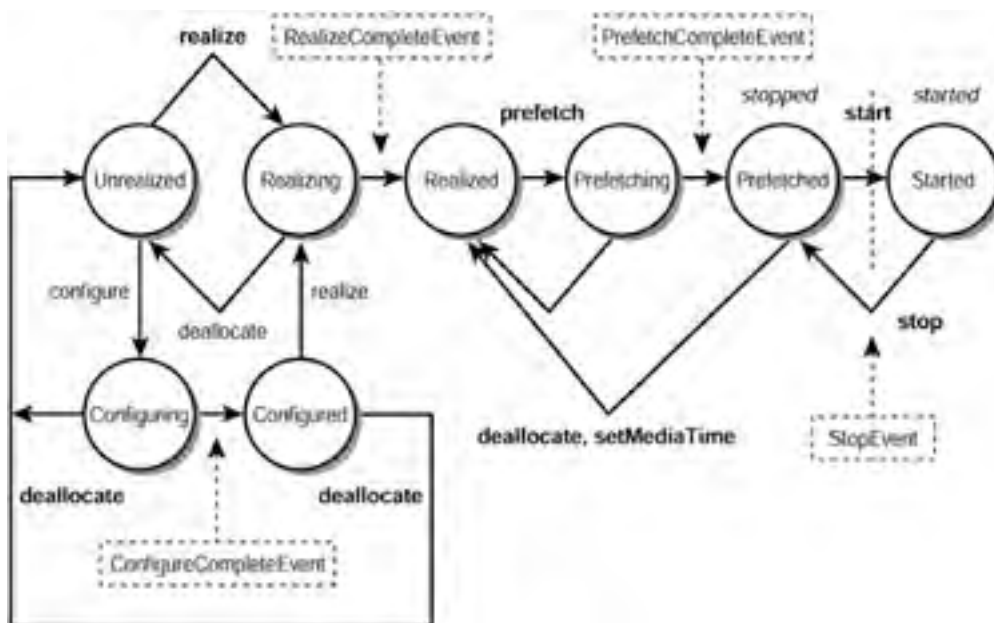 realize
RealizeCompleteEvent
PrefetchCompleteEvent
prefetch
stopped
start
started
Unrealized
Realizing
Realized
Prefetching
Prefetched
Started
configure
deallocate
realize
stop
Configuring
Configured
deallocate, setMediaTime
StopEvent
deallocate
deallocate
ConfigureCompleteEvent